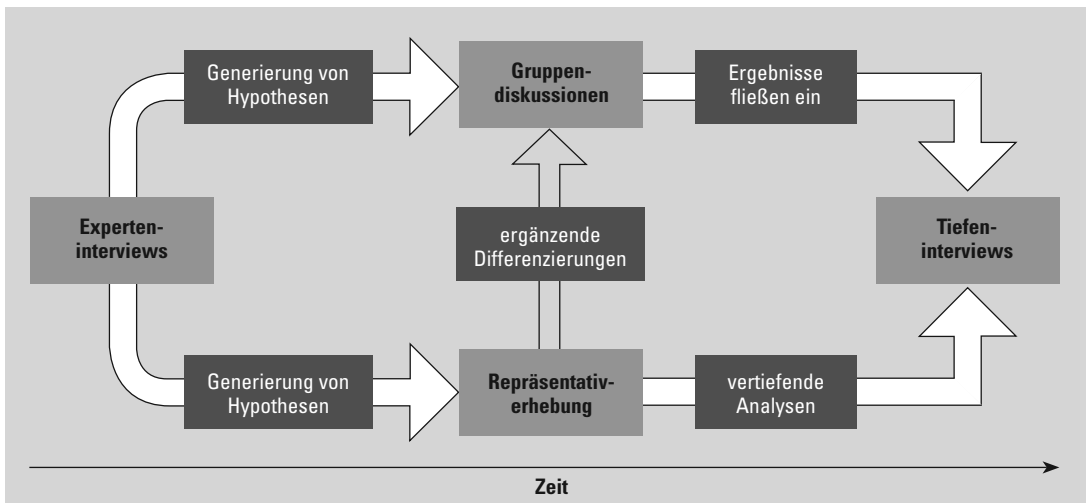 Generierung von
Hypothesen
Gruppen-
diskussionen
Ergebnisse
fließen ein
Experten-
interviews
ergänzende
Differenzierungen
Tiefen-
interviews
Generierung von
Hypothesen
Repräsentativ-
erhebung
vertiefende
Analysen
Zeit